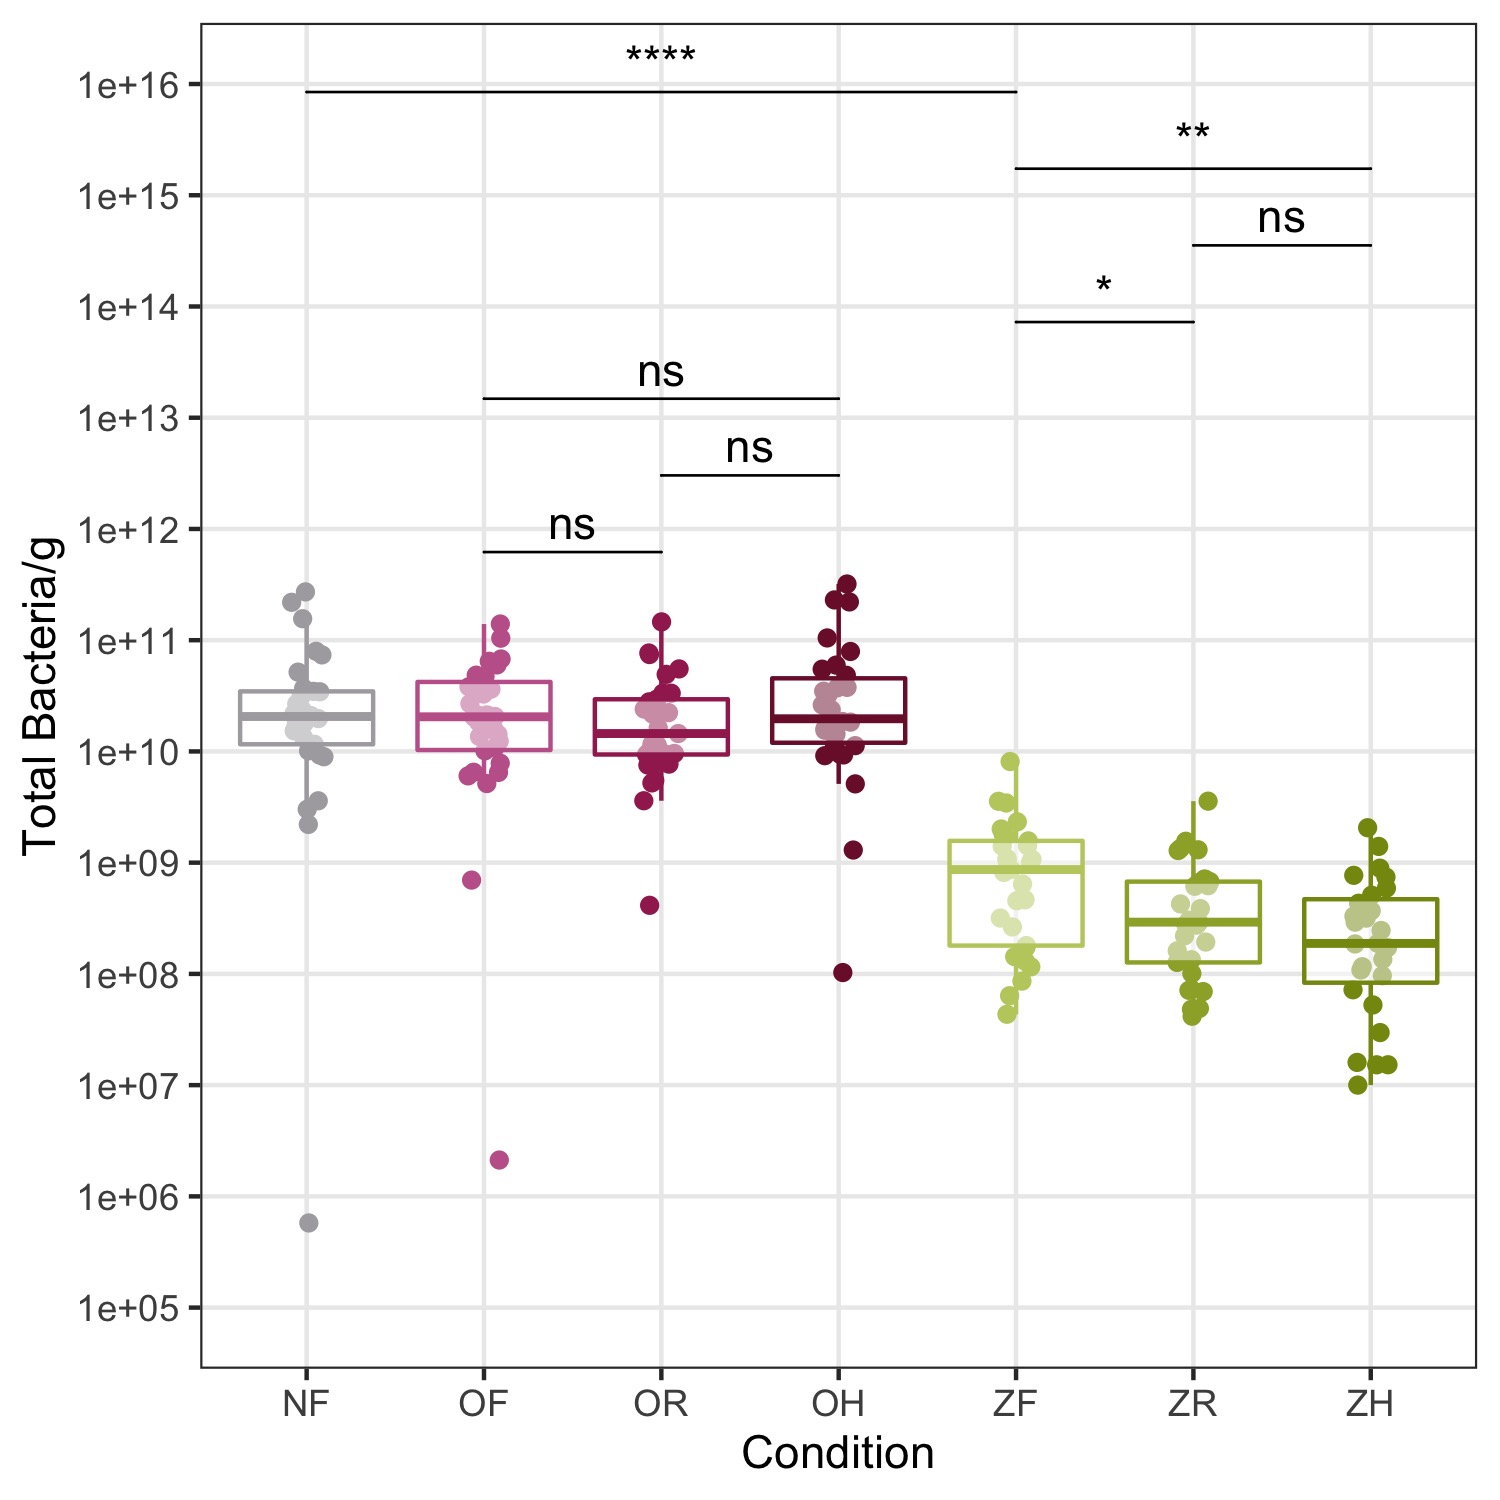 ****
1e+16
**
1e+15
ns
1e+14
*
ns
1e+13
ns
1e+12
ns
1e+11
1e+10
1e+09
1e+08
1e+07
1e+06
1e+05
Total Bacteria/g
NF OF OR OH ZF ZR ZH
Condition